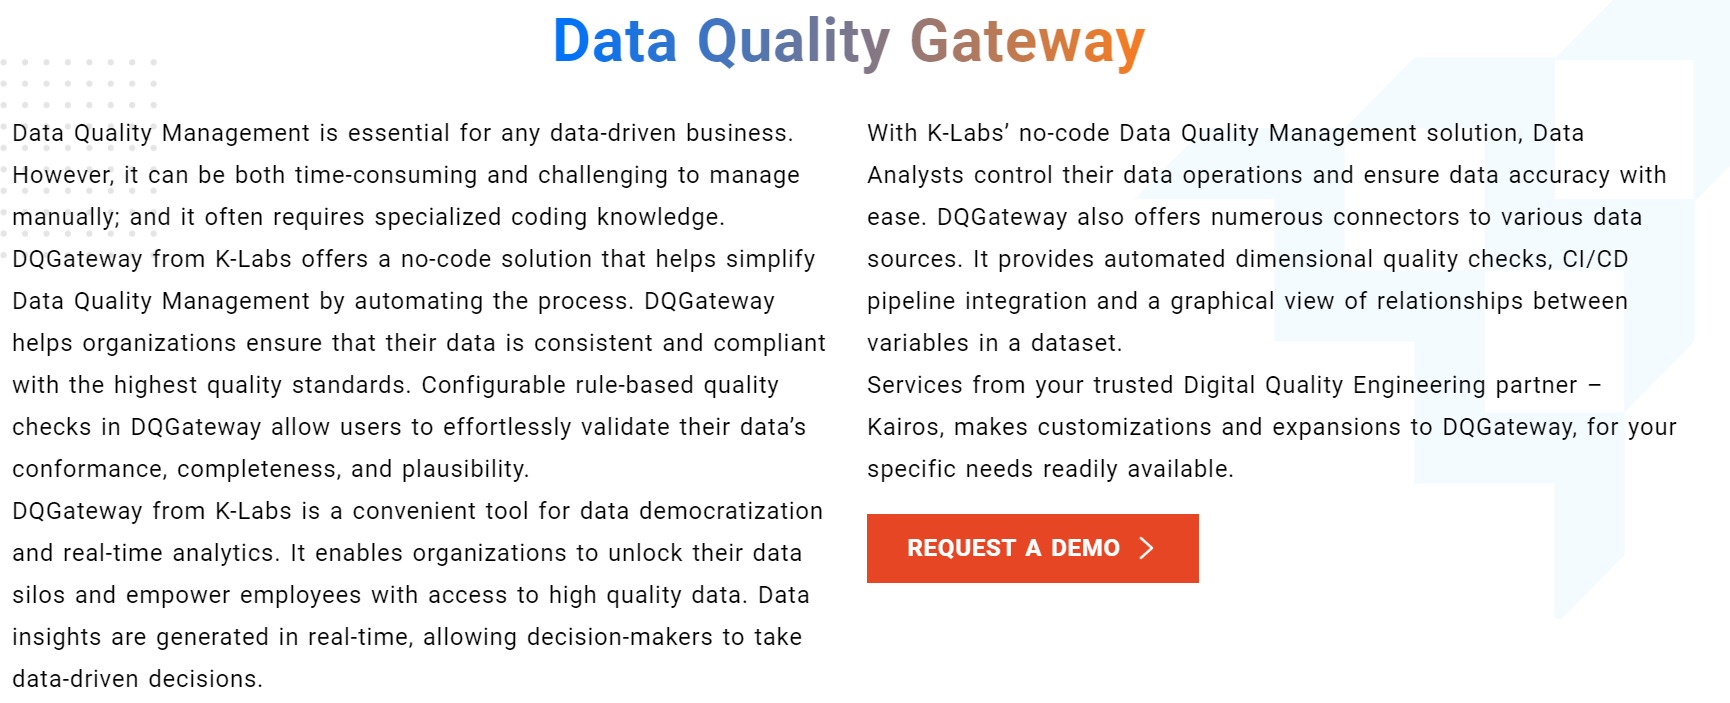 Data Quality Gateway
Data Quality Management is essential for any data-driven business.
However, it can be both time-consuming and challenging to manage
manually; and it often requires specialized coding knowledge.
DQGateway from K-Labs offers a no-code solution that helps simplify
Data Quality Management by automating the process. DQGateway
helps organizations ensure that their data is consistent and compliant
with the highest quality standards. Configurable rule-based quality
checks in DQGateway allow users to effortlessly validate their data’s
conformance, completeness, and plausibility.
DQGateway from K-Labs is a convenient tool for data democratization
and real-time analytics. It enables organizations to unlock their data
silos and empower employees with access to high quality data. Data
insights are generated in real-time, allowing decision-makers to take
data-driven decisions.
With K-Labs’ no-code Data Quality Management solution, Data
Analysts control their data operations and ensure data accuracy with
ease. DQGateway also offers numerous connectors to various data
sources. It provides automated dimensional quality checks, CI/CD
pipeline integration and a graphical view of relationships between
variables in a dataset.
Services from your trusted Digital Quality Engineering partner –
Kairos, makes customizations and expansions to DQGateway, for your
specific needs readily available.
REQUEST A DEMO